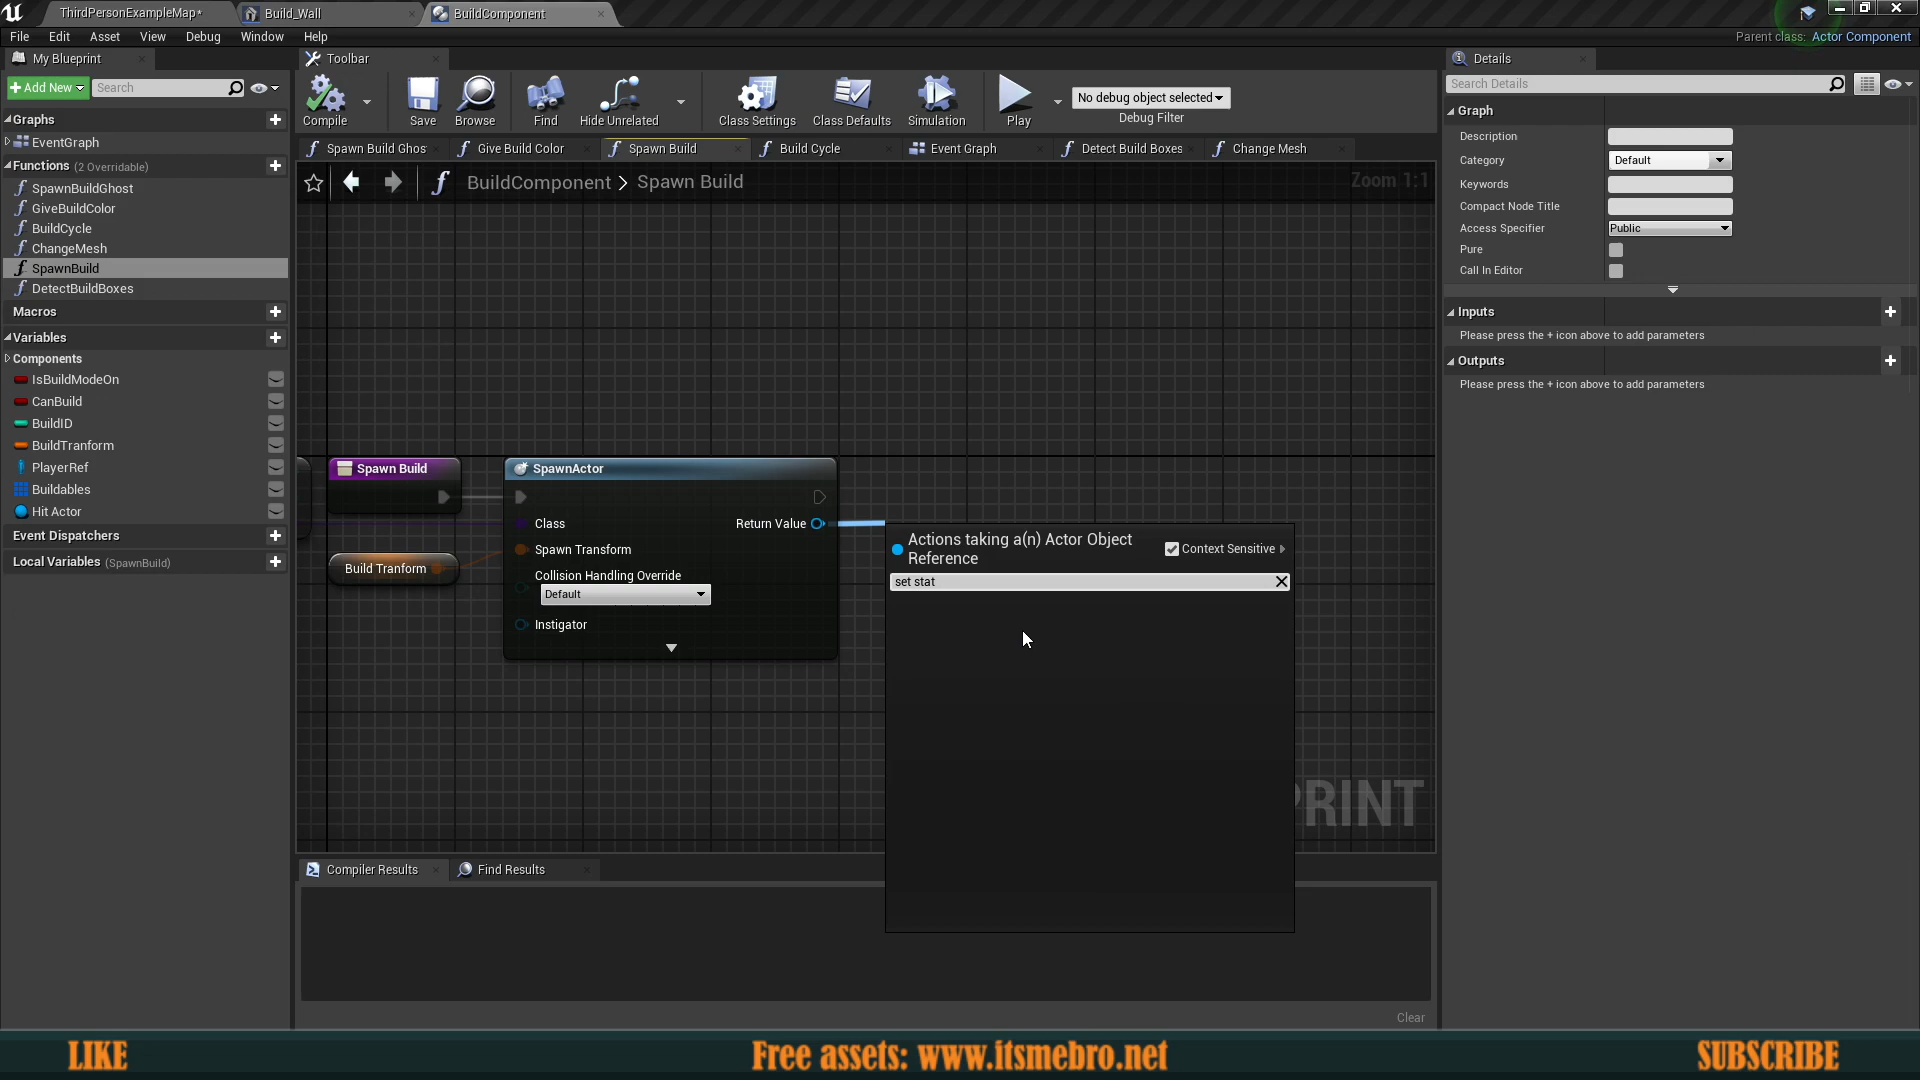 ThirdPersonExampleMap*
Build_Wall
BuildComponent
File Edit Asset View Debug Window Help
Parent class: Actor Component
My Blueprint
Toolbar
Details
Add New
Search
Compile
Save
Browse
Find
Hide Unrelated
Class Settings
Class Defaults
Simulation
Play
No debug object selected
Debug Filter
Search Details
Graphs
EventGraph
Functions (2 Overridable)
SpawnBuildGhost
GiveBuildColor
BuildCycle
ChangeMesh
SpawnBuild
DetectBuildBoxes
Macros
Variables
Components
IsBuildModeOn
CanBuild
BuildID
BuildTranform
PlayerRef
Buildables
Hit Actor
Event Dispatchers
Local Variables (SpawnBuild)
Spawn Build Ghos
Give Build Color
Spawn Build
Build Cycle
Event Graph
Detect Build Boxes
Change Mesh
BuildComponent > Spawn Build
Zoom 1:1
Spawn Build
Build Tranform
SpawnActor
Class
Return Value
Spawn Transform
Collision Handling Override
Default
Instigator
Actions taking a(n) Actor Object
Reference
Context Sensitive
set stat
PRINT
Graph
Description
Category
Default
Keywords
Compact Node Title
Access Specifier
Public
Pure
Call In Editor
Inputs
Please press the + icon above to add parameters
Outputs
Please press the + icon above to add parameters
Compiler Results
Find Results
Clear
LIKE
Free assets: www.itsmebro.net
SUBSCRIBE